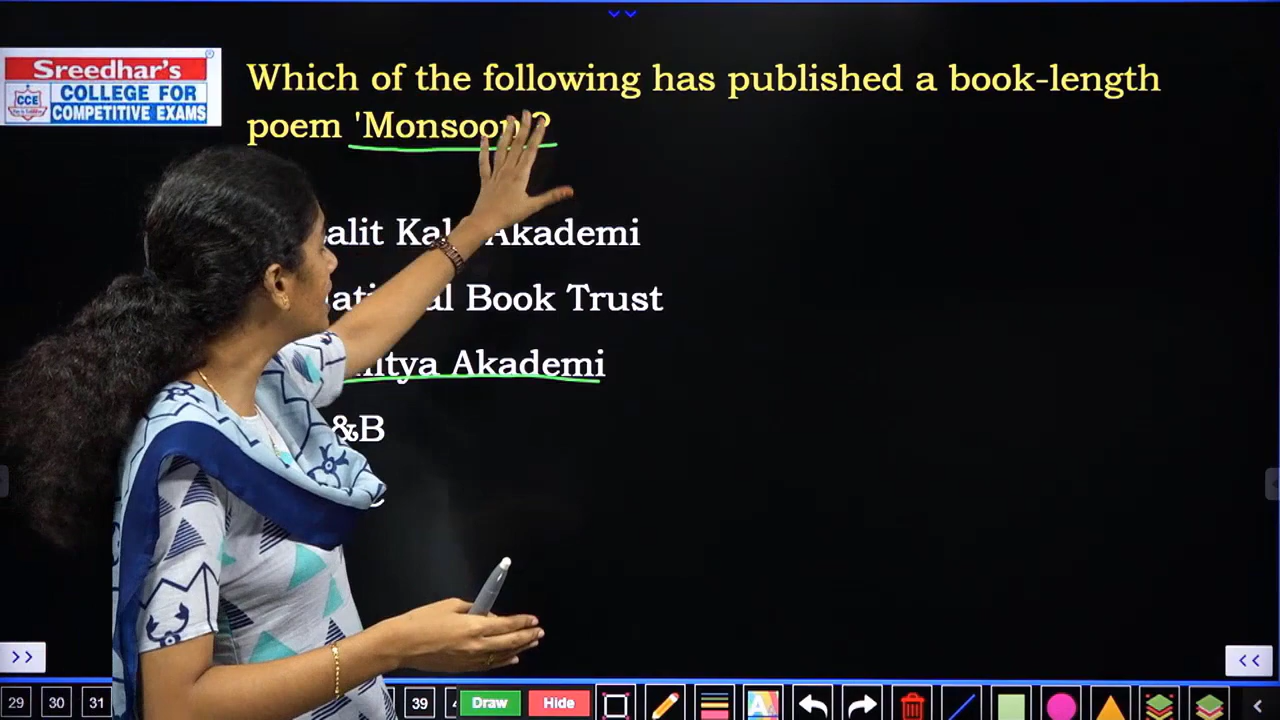 Sreedhar's
CCE
COLLEGE FOR
COMPETITIVE EXAMS
Which of the following has published a book-length
poem 'Monsoon'?
Akademi
Book Trust
Akademi
&B
>>
<<
29 30 31 39 Draw Hide